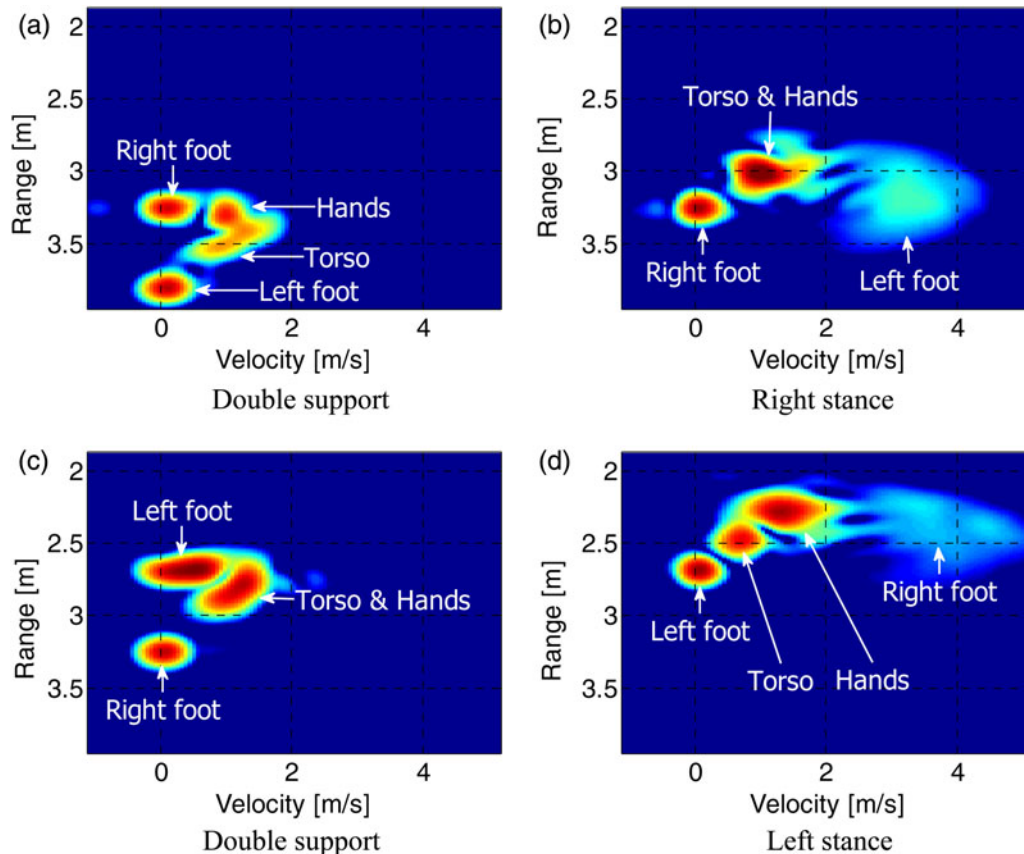 (a)
2
2.5
3
3.5
Range [m]
Right foot
Hands
Torso
Left foot
0 2 4
Velocity [m/s]
Double support
(b)
2
2.5
3
3.5
Range [m]
Torso & Hands
Right foot
Left foot
0 2 4
Velocity [m/s]
Right stance
(c)
2
2.5
3
3.5
Range [m]
Left foot
Torso & Hands
Right foot
0 2 4
Velocity [m/s]
Double support
(d)
2
2.5
3
3.5
Range [m]
Right foot
Left foot
Torso Hands
0 2 4
Velocity [m/s]
Left stance